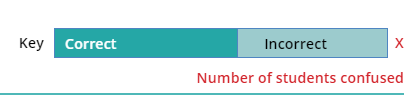 Key Correct Incorrect X
Number of students confused